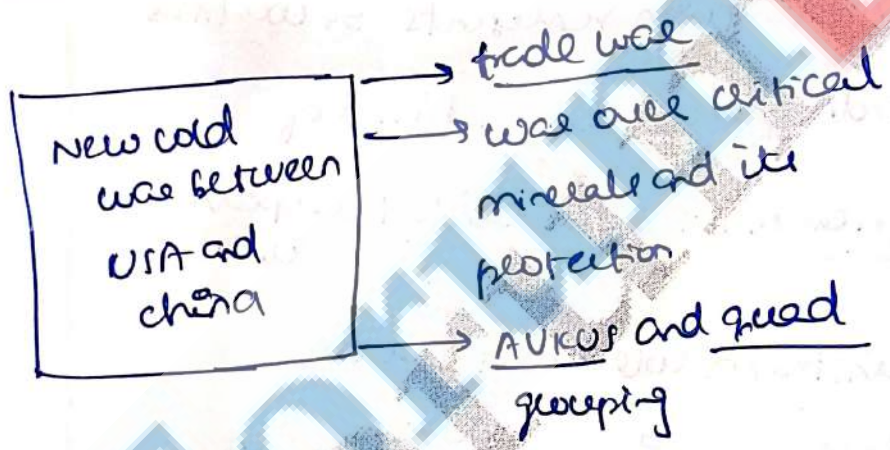 New cold
war between
USA and
china
trade war
war over critical
minerals and its
protection
AUKUS and quad
grouping